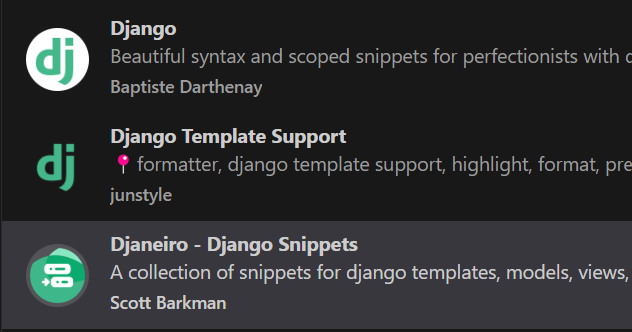 dj
Django
Beautiful syntax and scoped snippets for perfectionists with
Baptiste Darthenay
dj
Django Template Support
📍 formatter, django template support, highlight, format, pre
junstyle
Djaneiro - Django Snippets
A collection of snippets for django templates, models, views,
Scott Barkman